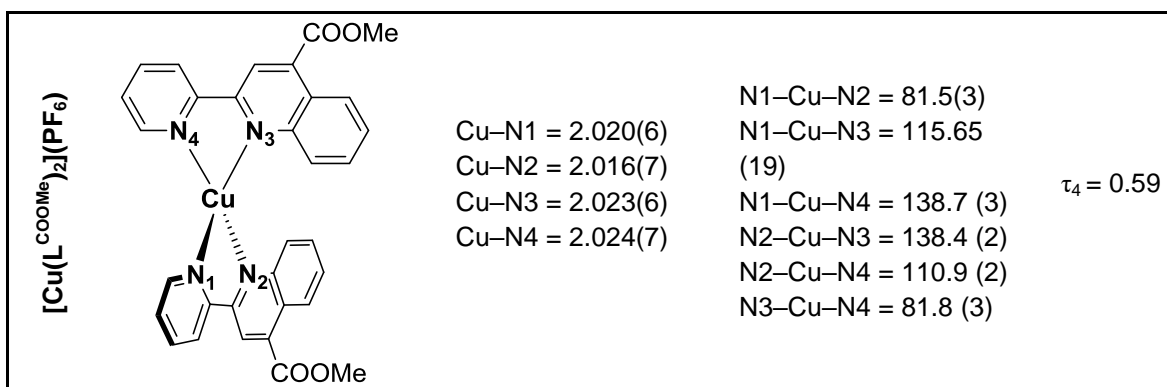 [Cu(L^COOMe)₂](PF₆)
COOMe
N₄
N₃
Cu
N₁
N₂
COOMe
Cu–N1 = 2.020(6)
Cu–N2 = 2.016(7)
Cu–N3 = 2.023(6)
Cu–N4 = 2.024(7)
N1–Cu–N2 = 81.5(3)
N1–Cu–N3 = 115.65
(19)
N1–Cu–N4 = 138.7 (3)
N2–Cu–N3 = 138.4 (2)
N2–Cu–N4 = 110.9 (2)
N3–Cu–N4 = 81.8 (3)
τ₄ = 0.59